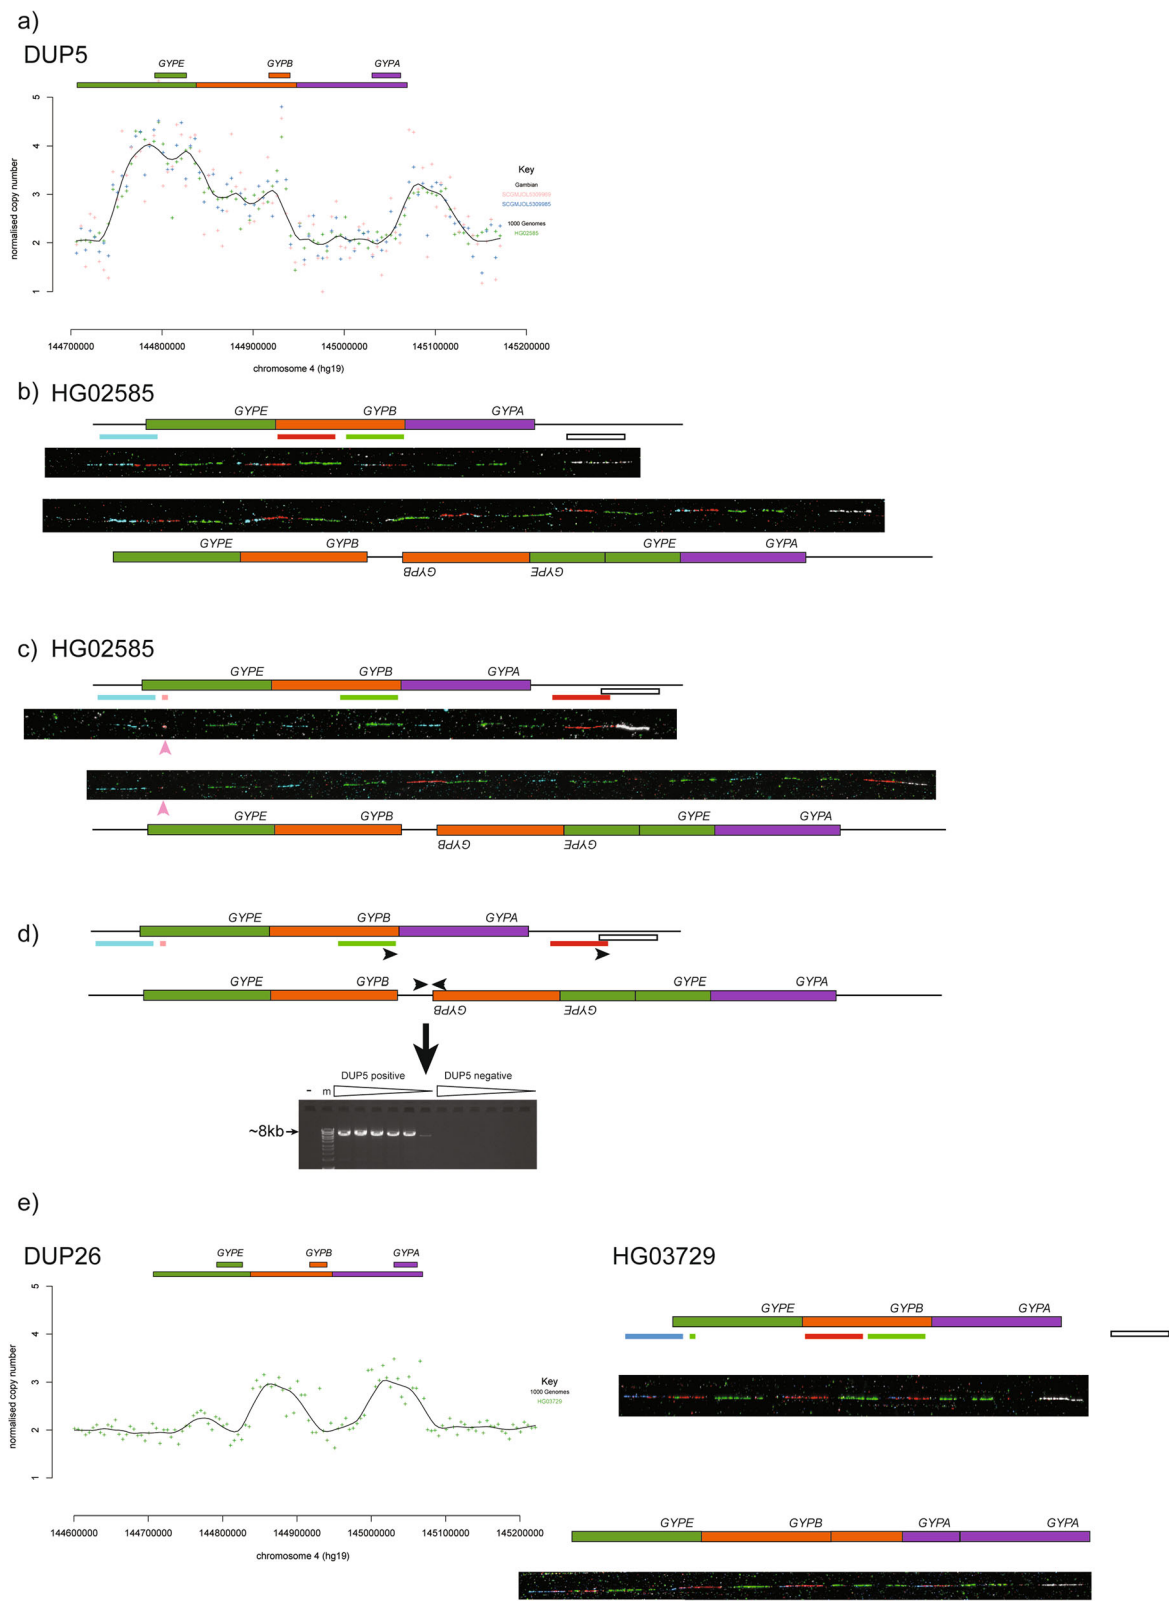 a)
DUP5
GYPE GYPB GYPA
5
4
3
2
1
normalised copy number
Key
Gambian
SCGMJOL5309985
1000 Genomes
HG02585
144700000 144800000 144900000 145000000 145100000 145200000
chromosome 4 (hg19)
b) HG02585
GYPE GYPB GYPA
GYPE GYPB GYPE GYPA
GYPB GYPE
c) HG02585
GYPE GYPB GYPA
GYPE GYPB GYPE GYPA
GYPB GYPE
d)
GYPE GYPB GYPA
GYPE GYPB GYPE GYPA
GYPB GYPE
DUP5 positive DUP5 negative
- m
~8kb
e)
DUP26
GYPE GYPB GYPA
5
4
3
2
1
normalised copy number
Key
1000 Genomes
HG03729
144600000 144700000 144800000 144900000 145000000 145100000 145200000
chromosome 4 (hg19)
HG03729
GYPE GYPB GYPA
GYPE GYPB GYPA GYPA